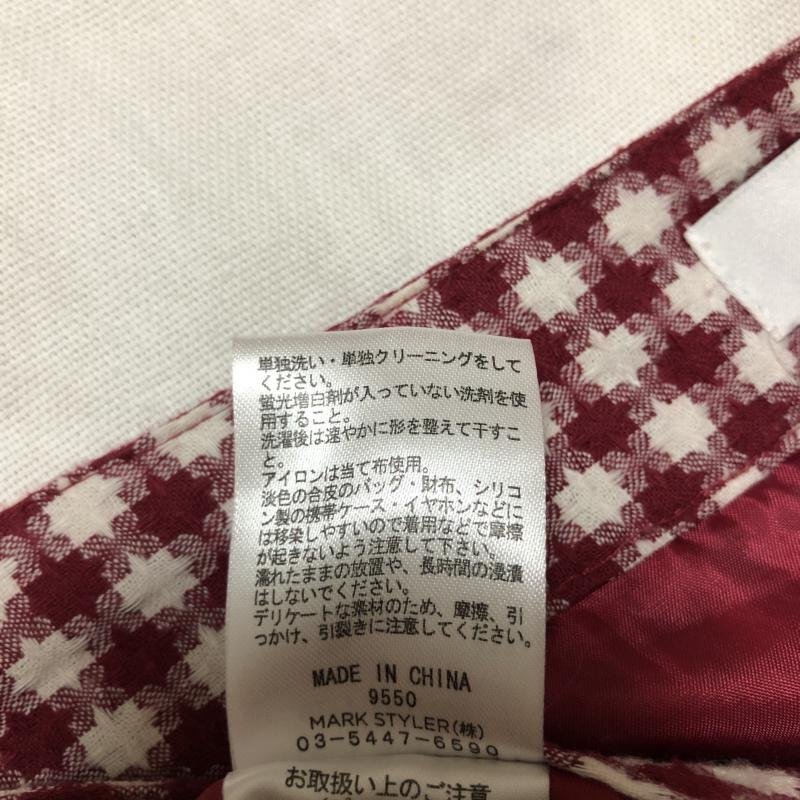 単独洗い・単独クリーニングをして
ください。
蛍光増白剤が入っていない洗剤を使
用すること。
洗濯後は速やかに形を整えて干すこ
と。
アイロンは当て布使用。
淡色の合皮のバッグ・財布、シリコ
ン製の携帯ケース・イヤホンなどに
は移染しやすいので着用などで摩擦
が起きないよう注意して下さい。
濡れたままの放置や、長時間の浸漬
はしないでください。
デリケートな素材のため、摩擦、引
っかけ、引裂きに注意してください。
MADE IN CHINA
9550
MARK STYLER(株)
03-5447-6599
お取扱い上のご注意